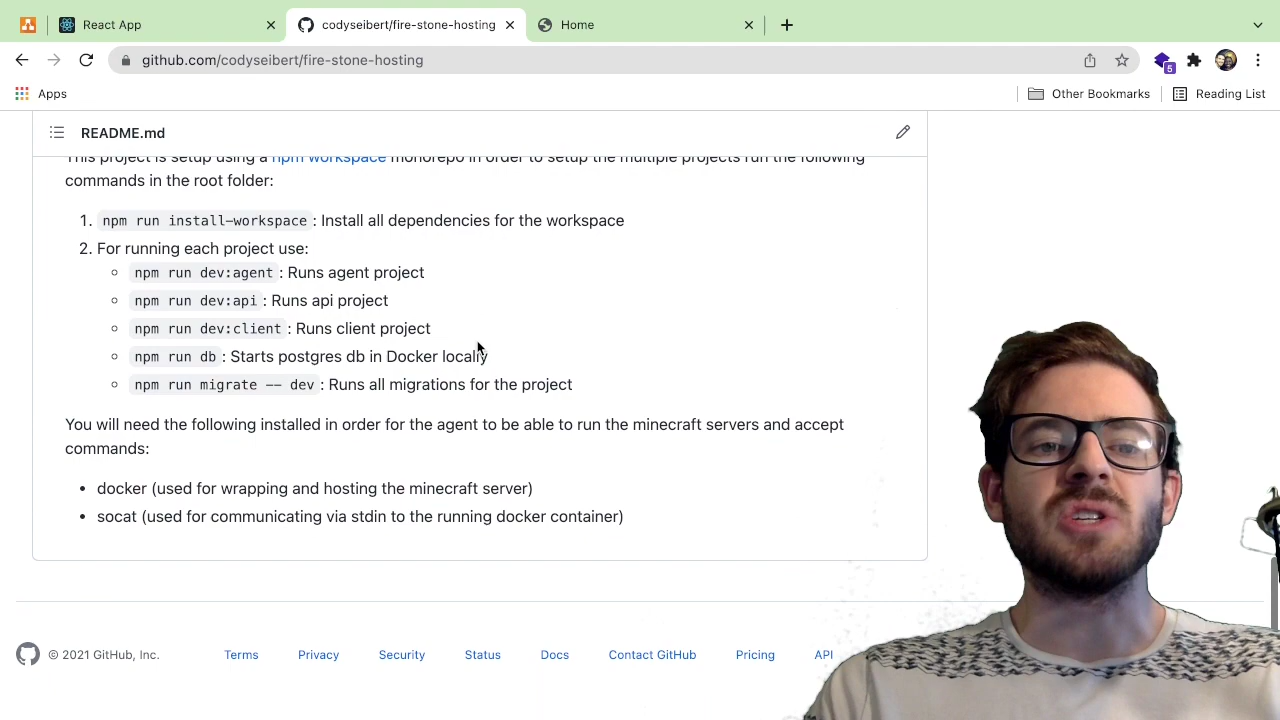 React App
codyseibert/fire-stone-hosting
Home
github.com/codyseibert/fire-stone-hosting
5
Apps
Other Bookmarks
Reading List
README.md
This project is setup using a npm workspace monorepo in order to setup the multiple projects run the following
commands in the root folder:
1. npm run install-workspace : Install all dependencies for the workspace
2. For running each project use:
npm run dev:agent : Runs agent project
npm run dev:api : Runs api project
npm run dev:client : Runs client project
npm run db : Starts postgres db in Docker locally
npm run migrate -- dev : Runs all migrations for the project
You will need the following installed in order for the agent to be able to run the minecraft servers and accept
commands:
docker (used for wrapping and hosting the minecraft server)
socat (used for communicating via stdin to the running docker container)
© 2021 GitHub, Inc.
Terms
Privacy
Security
Status
Docs
Contact GitHub
Pricing
API